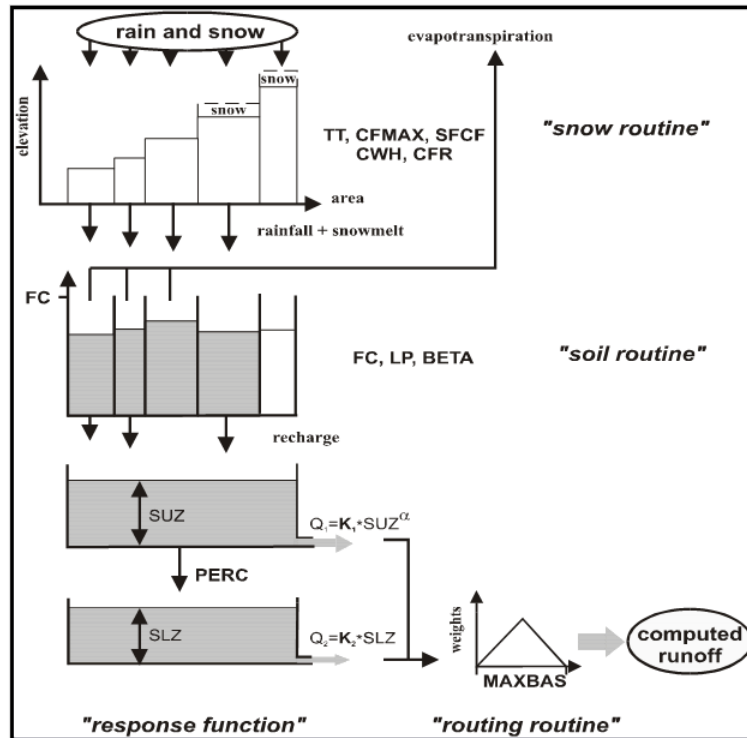 rain and snow
evapotranspiration
elevation
snow
snow
TT, CFMAX, SFCF
CWH, CFR
"snow routine"
area
rainfall + snowmelt
FC
FC, LP, BETA
"soil routine"
recharge
SUZ
Q₁=K₁*SUZ^α
PERC
SLZ
Q₂=K₂*SLZ
weights
MAXBAS
computed
runoff
"response function"
"routing routine"